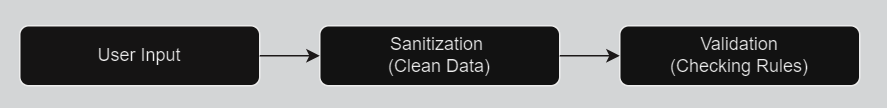 User Input
Sanitization
(Clean Data)
Validation
(Checking Rules)